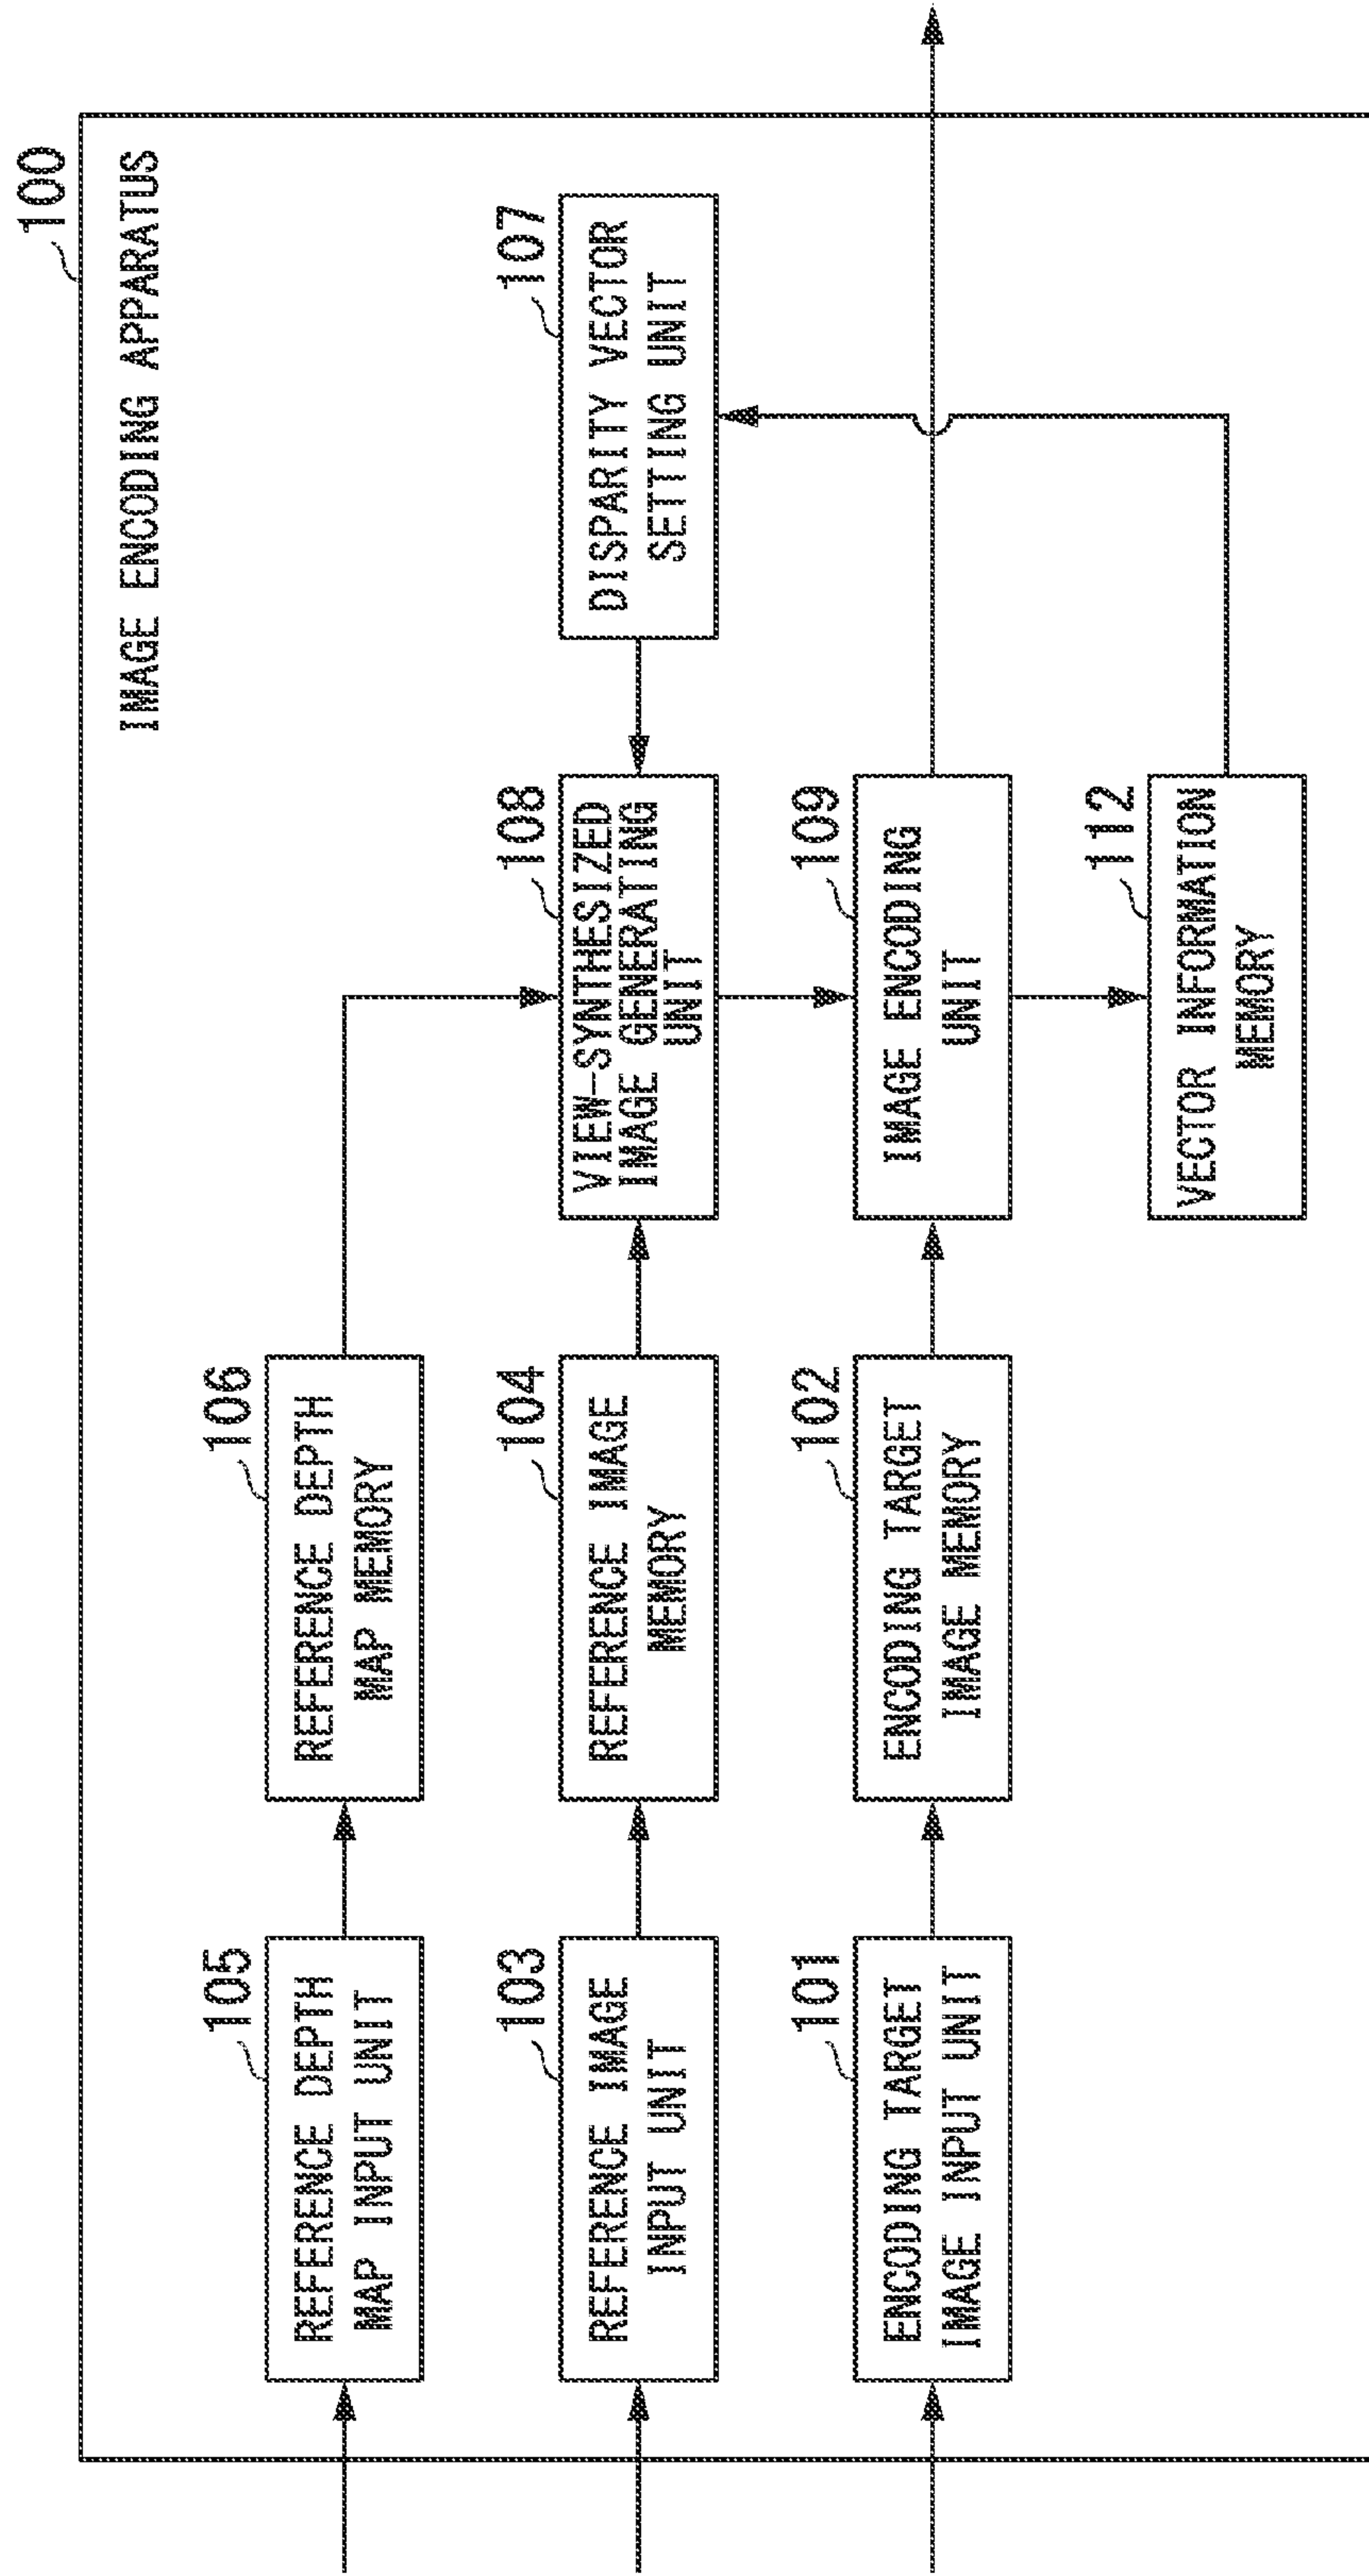 100
IMAGE ENCODING APPARATUS
105
REFERENCE DEPTH
MAP INPUT UNIT
106
REFERENCE DEPTH
MAP MEMORY
103
REFERENCE IMAGE
INPUT UNIT
104
REFERENCE IMAGE
MEMORY
108
VIEW-SYNTHESIZED
IMAGE GENERATING
UNIT
107
DISPARITY VECTOR
SETTING UNIT
101
ENCODING TARGET
IMAGE INPUT UNIT
102
ENCODING TARGET
IMAGE MEMORY
109
IMAGE ENCODING
UNIT
112
VECTOR INFORMATION
MEMORY